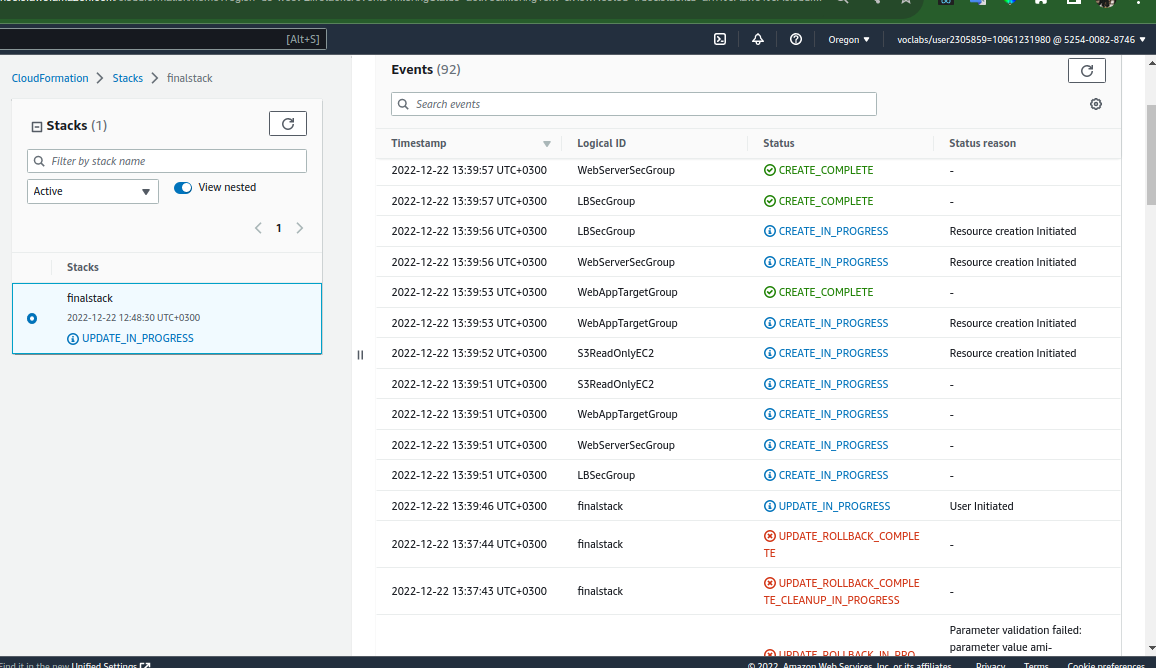 [Alt+S]
Oregon
voclabs/user2305859=10961231980 @ 5254-0082-8746
CloudFormation
Stacks
finalstack
Stacks (1)
Filter by stack name
Active
View nested
1
Stacks
finalstack
2022-12-22 12:48:30 UTC+0300
UPDATE_IN_PROGRESS
Events (92)
Search events
Timestamp Logical ID Status Status reason
2022-12-22 13:39:57 UTC+0300 WebServerSecGroup CREATE_COMPLETE -
2022-12-22 13:39:57 UTC+0300 LBSecGroup CREATE_COMPLETE -
2022-12-22 13:39:56 UTC+0300 LBSecGroup CREATE_IN_PROGRESS Resource creation Initiated
2022-12-22 13:39:56 UTC+0300 WebServerSecGroup CREATE_IN_PROGRESS Resource creation Initiated
2022-12-22 13:39:53 UTC+0300 WebAppTargetGroup CREATE_COMPLETE -
2022-12-22 13:39:53 UTC+0300 WebAppTargetGroup CREATE_IN_PROGRESS Resource creation Initiated
2022-12-22 13:39:52 UTC+0300 S3ReadOnlyEC2 CREATE_IN_PROGRESS Resource creation Initiated
2022-12-22 13:39:51 UTC+0300 S3ReadOnlyEC2 CREATE_IN_PROGRESS -
2022-12-22 13:39:51 UTC+0300 WebAppTargetGroup CREATE_IN_PROGRESS -
2022-12-22 13:39:51 UTC+0300 WebServerSecGroup CREATE_IN_PROGRESS -
2022-12-22 13:39:51 UTC+0300 LBSecGroup CREATE_IN_PROGRESS -
2022-12-22 13:39:46 UTC+0300 finalstack UPDATE_IN_PROGRESS User Initiated
2022-12-22 13:37:44 UTC+0300 finalstack UPDATE_ROLLBACK_COMPLE
TE -
2022-12-22 13:37:43 UTC+0300 finalstack UPDATE_ROLLBACK_COMPLE
TE_CLEANUP_IN_PROGRESS -
Parameter validation failed:
parameter value ami-
UPDATE_ROLLBACK_IN_PRO
find it in the new Unified Settings
© 2022, Amazon Web Services, Inc. or its affiliates. Privacy Terms Cookie preferences